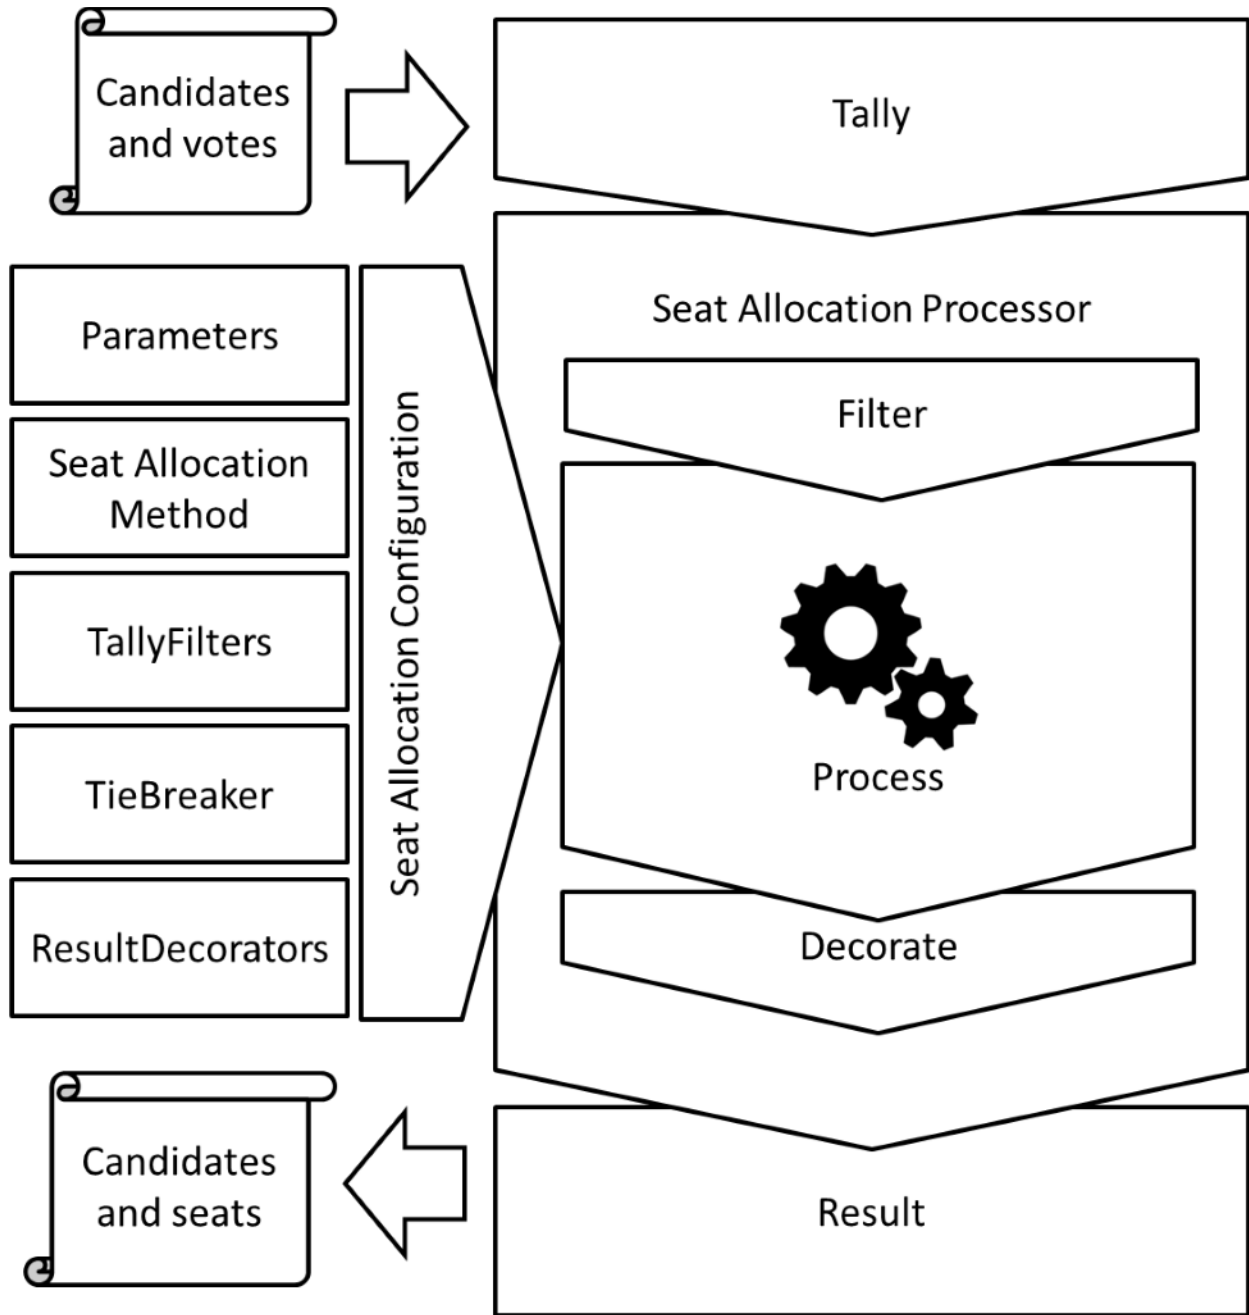 Candidates
and votes
Tally
Seat Allocation Processor
Parameters
Filter
Seat Allocation
Method
Seat Allocation Configuration
TallyFilters
TieBreaker
Process
ResultDecorators
Decorate
Candidates
and seats
Result